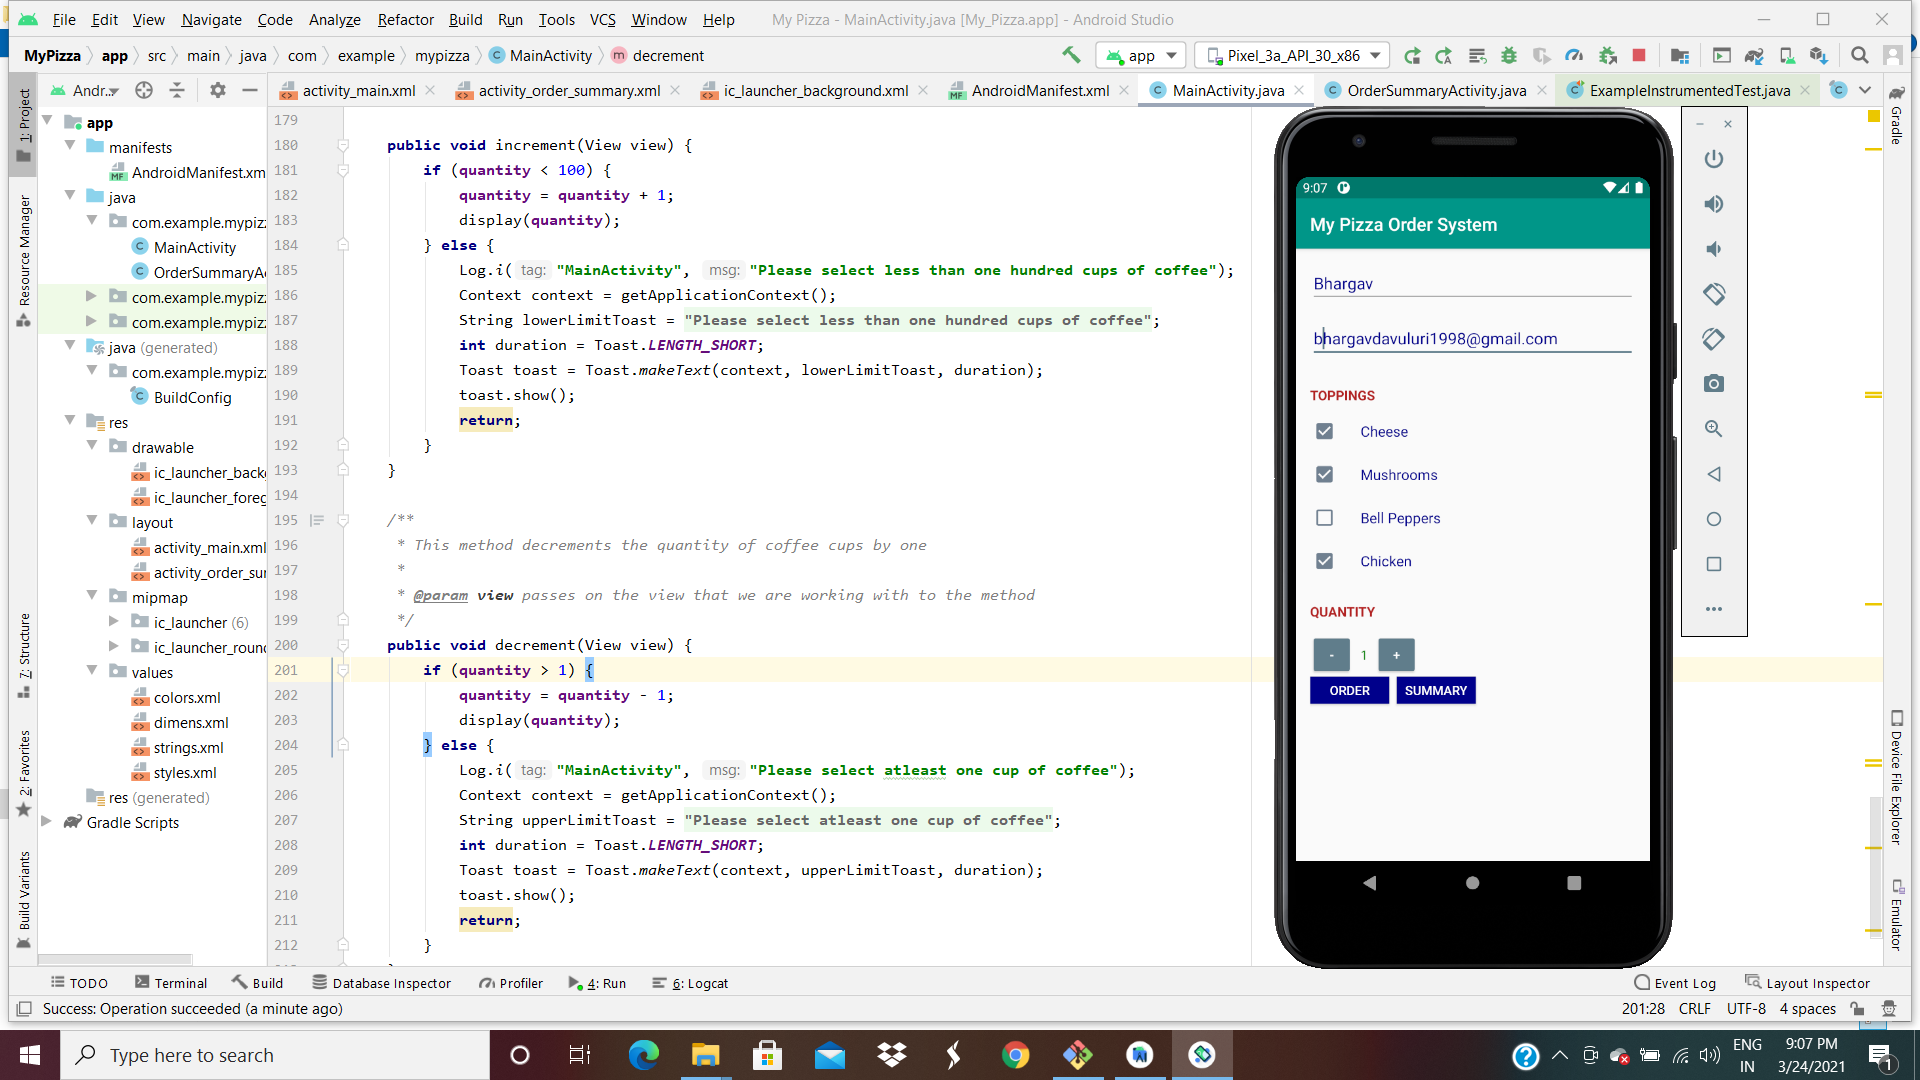 File Edit View Navigate Code Analyze Refactor Build Run Tools VCS Window Help My Pizza - MainActivity.java [My_Pizza.app] - Android Studio
MyPizza app src main java com example mypizza MainActivity decrement app Pixel_3a_API_30_x86
Andr... activity_main.xml activity_order_summary.xml ic_launcher_background.xml AndroidManifest.xml MainActivity.java OrderSummaryActivity.java ExampleInstrumentedTest.java
1: Project
Resource Manager
7: Structure
2: Favorites
Build Variants
app
manifests
AndroidManifest.xm
java
com.example.mypizz
MainActivity
OrderSummaryA
com.example.mypizz
com.example.mypizz
java (generated)
com.example.mypizz
BuildConfig
res
drawable
ic_launcher_back
ic_launcher_foreg
layout
activity_main.xml
activity_order_su
mipmap
ic_launcher (6)
ic_launcher_roun
values
colors.xml
dimens.xml
strings.xml
styles.xml
res (generated)
Gradle Scripts
179
180 public void increment(View view) {
181 if (quantity < 100) {
182 quantity = quantity + 1;
183 display(quantity);
184 } else {
185 Log.i( tag: "MainActivity", msg: "Please select less than one hundred cups of coffee");
186 Context context = getApplicationContext();
187 String lowerLimitToast = "Please select less than one hundred cups of coffee";
188 int duration = Toast.LENGTH_SHORT;
189 Toast toast = Toast.makeText(context, lowerLimitToast, duration);
190 toast.show();
191 return;
192 }
193 }
194
195 /**
196 * This method decrements the quantity of coffee cups by one
197 *
198 * @param view passes on the view that we are working with to the method
199 */
200 public void decrement(View view) {
201 if (quantity > 1) {
202 quantity = quantity - 1;
203 display(quantity);
204 } else {
205 Log.i( tag: "MainActivity", msg: "Please select atleast one cup of coffee");
206 Context context = getApplicationContext();
207 String upperLimitToast = "Please select atleast one cup of coffee";
208 int duration = Toast.LENGTH_SHORT;
209 Toast toast = Toast.makeText(context, upperLimitToast, duration);
210 toast.show();
211 return;
212 }
9:07
My Pizza Order System
Bhargav
bhargavdavuluri1998@gmail.com
TOPPINGS
Cheese
Mushrooms
Bell Peppers
Chicken
QUANTITY
- 1 +
ORDER SUMMARY
Gradle
Device File Explorer
Emulator
TODO Terminal Build Database Inspector Profiler 4: Run 6: Logcat Event Log Layout Inspector
Success: Operation succeeded (a minute ago) 201:28 CRLF UTF-8 4 spaces
Type here to search
ENG
IN
9:07 PM
3/24/2021
1